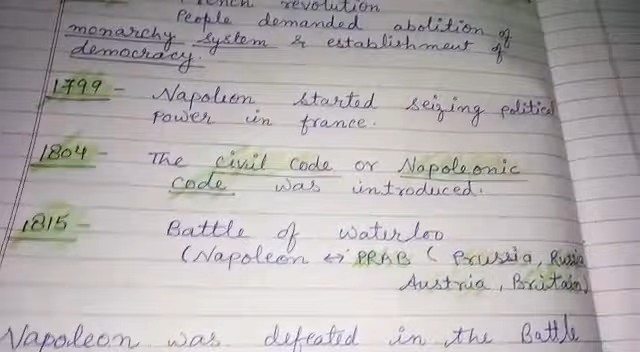 revolution
People demanded abolition of
monarchy system & establishment of
democracy.
1799 - Napoleon started seizing political
power in france.
1804 - The civil code or Napoleonic
code was introduced.
1815 - Battle of waterloo
(Napoleon ↔ PRAB ( Prussia, Russia
Austria, Britain)
Napoleon was defeated in the Battle